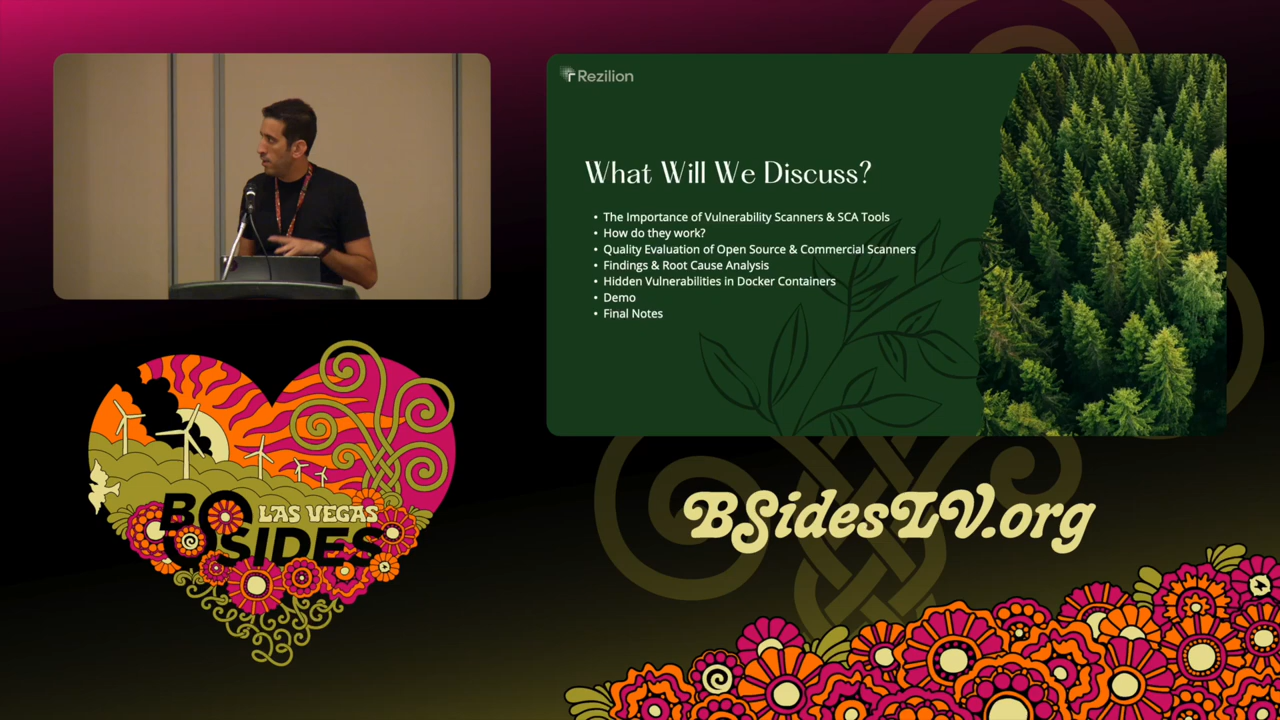 Rezilion
What Will We Discuss?
• The Importance of Vulnerability Scanners & SCA Tools
• How do they work?
• Quality Evaluation of Open Source & Commercial Scanners
• Findings & Root Cause Analysis
• Hidden Vulnerabilities in Docker Containers
• Demo
• Final Notes
LAS VEGAS
BSIDES
BSidesLV.org